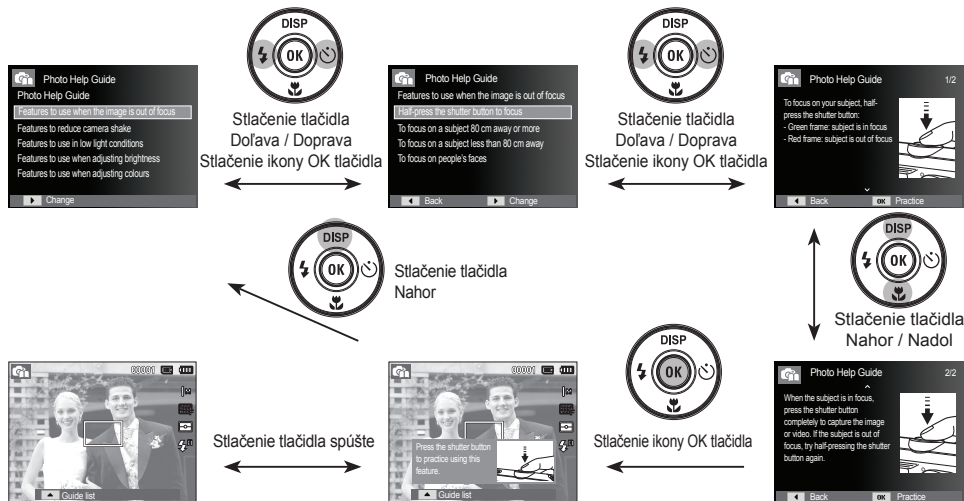 DISP
OK
DISP
OK
Photo Help Guide
Photo Help Guide
Features to use when the image is out of focus
Features to reduce camera shake
Features to use in low light conditions
Features to use when adjusting brightness
Features to use when adjusting colours
Change
Stlačenie tlačidla
Doľava / Doprava
Stlačenie ikony OK tlačidla
Photo Help Guide
Features to use when the image is out of focus
Half-press the shutter button to focus
To focus on a subject 80 cm away or more
To focus on a subject less than 80 cm away
To focus on people's faces
Back Change
Stlačenie tlačidla
Doľava / Doprava
Stlačenie ikony OK tlačidla
Photo Help Guide 1/2
To focus on your subject, half-
press the shutter button:
- Green frame: subject is in focus
- Red frame: subject is out of focus
Back OK Practice
DISP
OK
Stlačenie tlačidla
Nahor
DISP
OK
Stlačenie tlačidla
Nahor / Nadol
00001
Guide list
Stlačenie tlačidla spúšte
00001
Press the shutter button
to practice using this
feature.
Guide list
DISP
OK
Stlačenie ikony OK tlačidla
Photo Help Guide 2/2
When the subject is in focus,
press the shutter button
completely to capture the image
or video. If the subject is out of
focus, try half-pressing the shutter
button again.
Back OK Practice